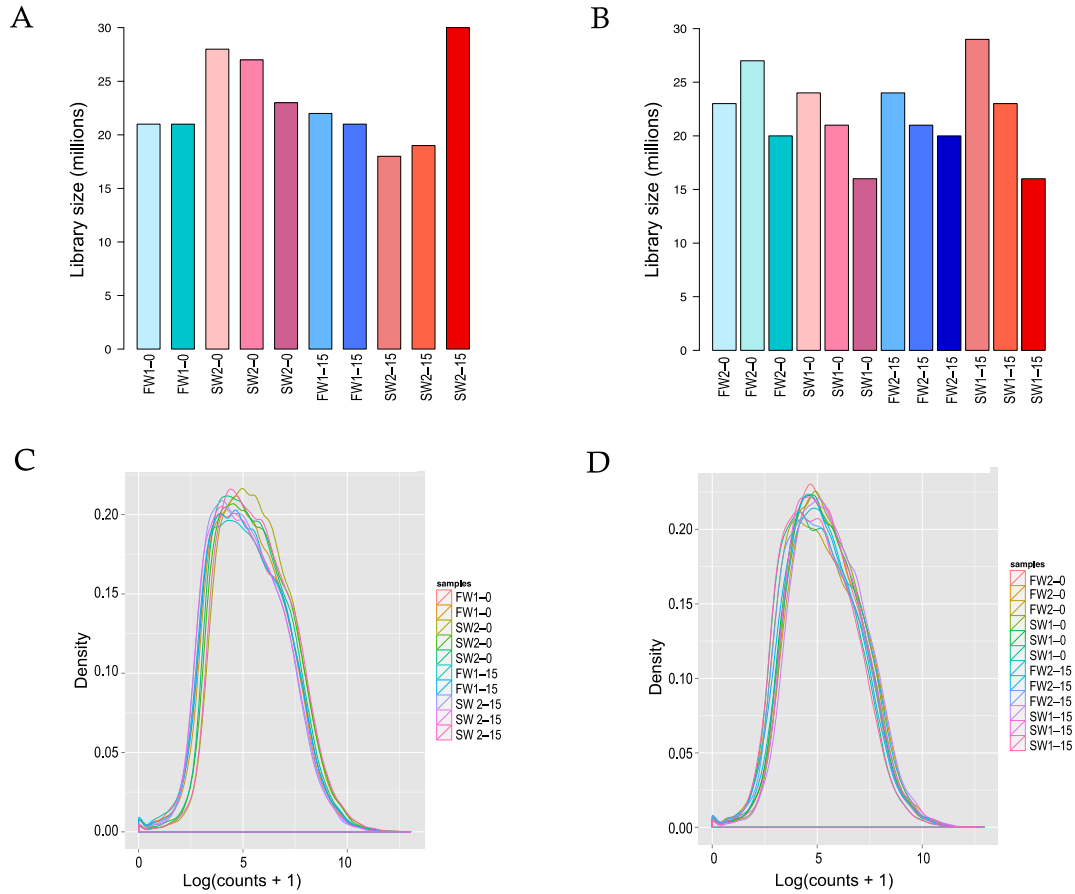 A
30
25
20
15
10
5
0
Library size (millions)
FW1–0
FW1–0
SW2–0
SW2–0
SW2–0
FW1–15
FW1–15
SW2–15
SW2–15
SW2–15
B
30
25
20
15
10
5
0
Library size (millions)
FW2–0
FW2–0
FW2–0
SW1–0
SW1–0
SW1–0
FW2–15
FW2–15
FW2–15
SW1–15
SW1–15
SW1–15
C
0.20
0.15
0.10
0.05
0.00
Density
0 5 10
Log(counts + 1)
samples
FW1–0
FW1–0
SW2–0
SW2–0
SW2–0
FW1–15
FW1–15
SW 2–15
SW 2–15
SW 2–15
D
0.20
0.15
0.10
0.05
0.00
Density
0 5 10
Log(counts + 1)
samples
FW2–0
FW2–0
FW2–0
SW1–0
SW1–0
SW1–0
FW2–15
FW2–15
FW2–15
SW1–15
SW1–15
SW1–15